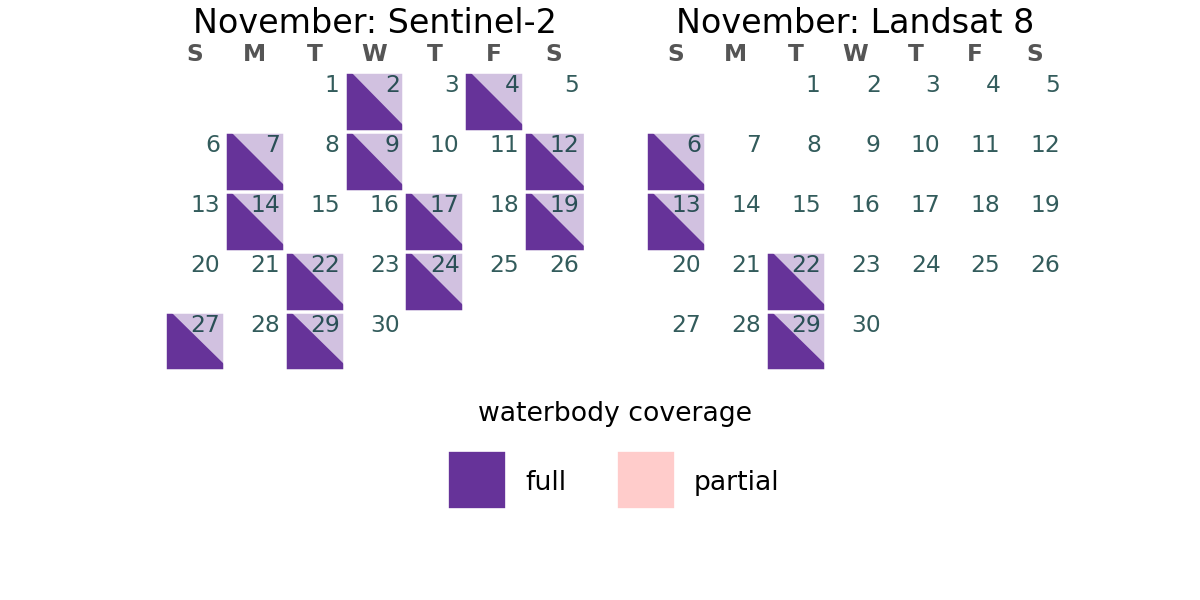 November: Sentinel-2
S M T W T F S
1 2 3 4 5
6 7 8 9 10 11 12
13 14 15 16 17 18 19
20 21 22 23 24 25 26
27 28 29 30
November: Landsat 8
S M T W T F S
1 2 3 4 5
6 7 8 9 10 11 12
13 14 15 16 17 18 19
20 21 22 23 24 25 26
27 28 29 30
waterbody coverage
full
partial